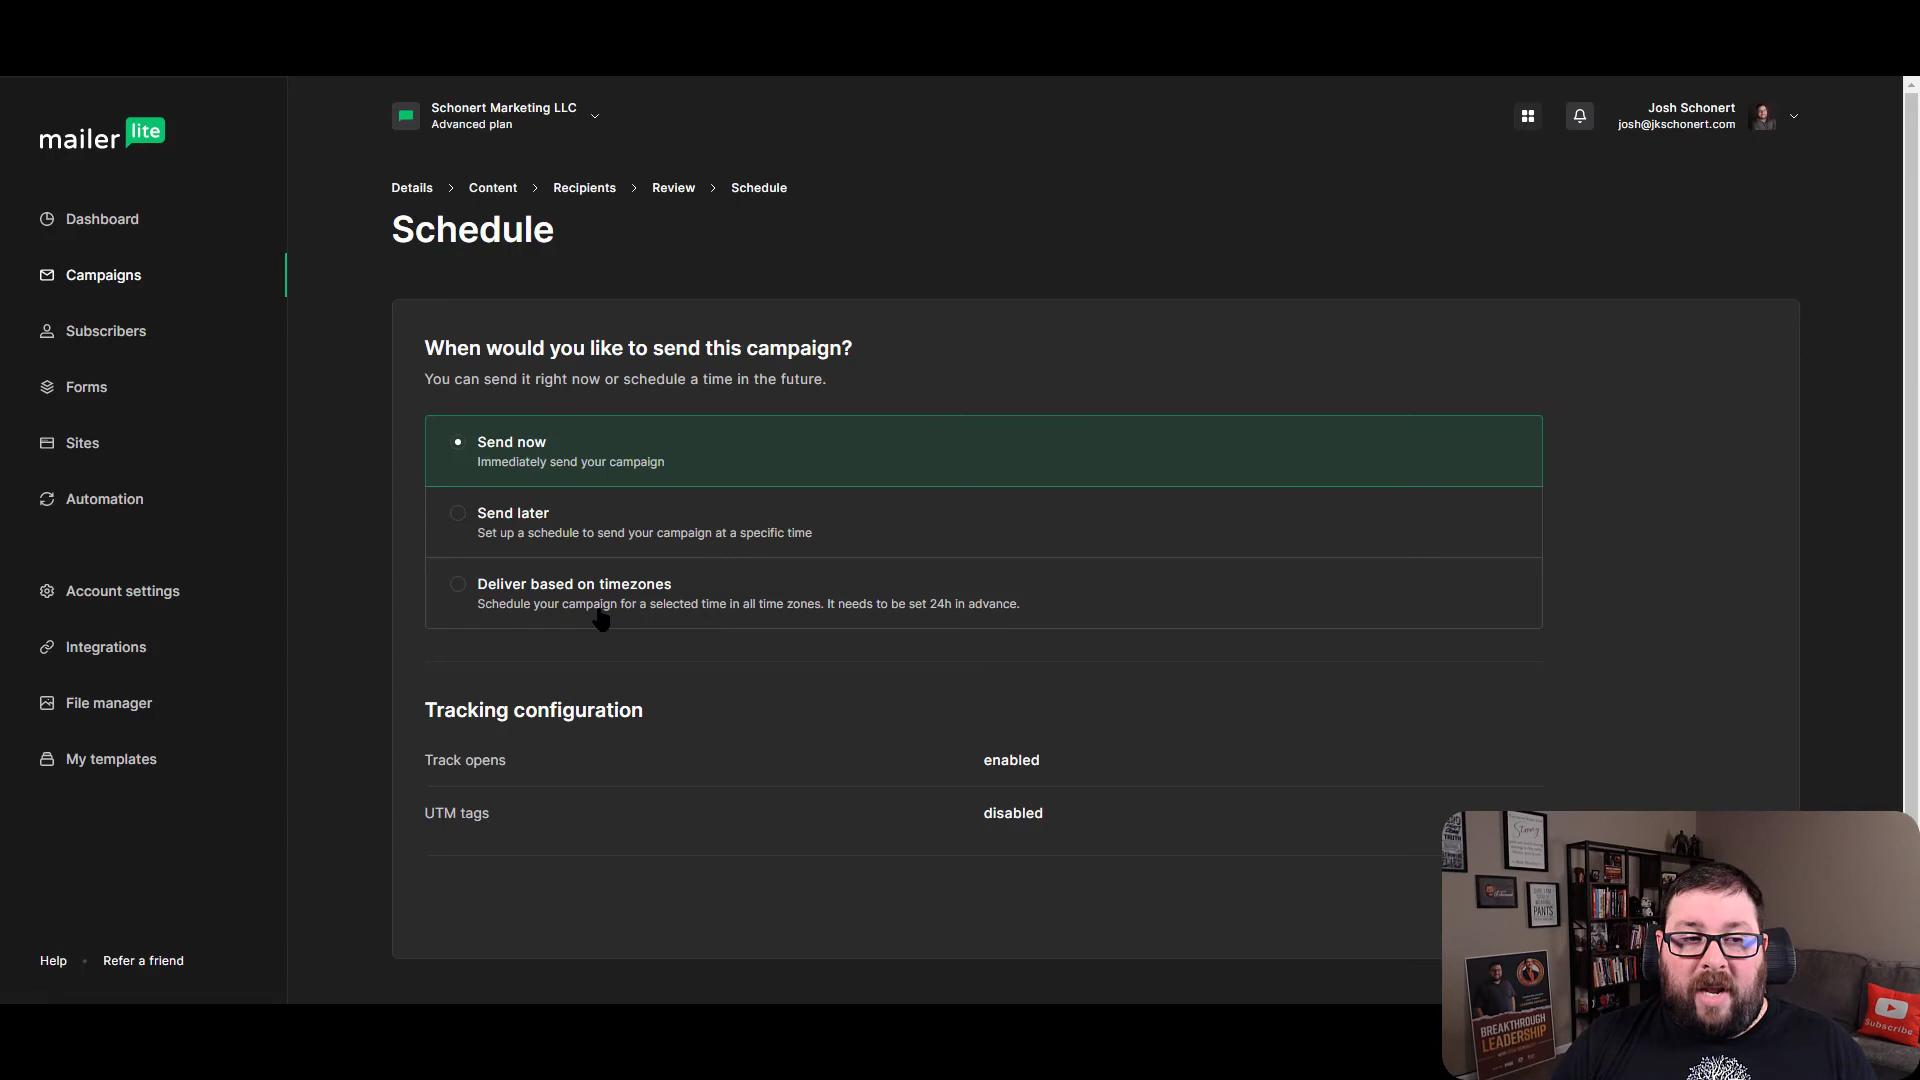 mailer lite
Schonert Marketing LLC
Advanced plan
Josh Schonert
josh@jkschonert.com
Details
Content
Recipients
Review
Schedule
Schedule
Dashboard
Campaigns
Subscribers
Forms
Sites
Automation
Account settings
Integrations
File manager
My templates
Help
Refer a friend
When would you like to send this campaign?
You can send it right now or schedule a time in the future.
Send now
Immediately send your campaign
Send later
Set up a schedule to send your campaign at a specific time
Deliver based on timezones
Schedule your campaign for a selected time in all time zones. It needs to be set 24h in advance.
Tracking configuration
Track opens
enabled
UTM tags
disabled
Strong
PANTS
BREAKTHROUGH
LEADERSHIP
Subscribe